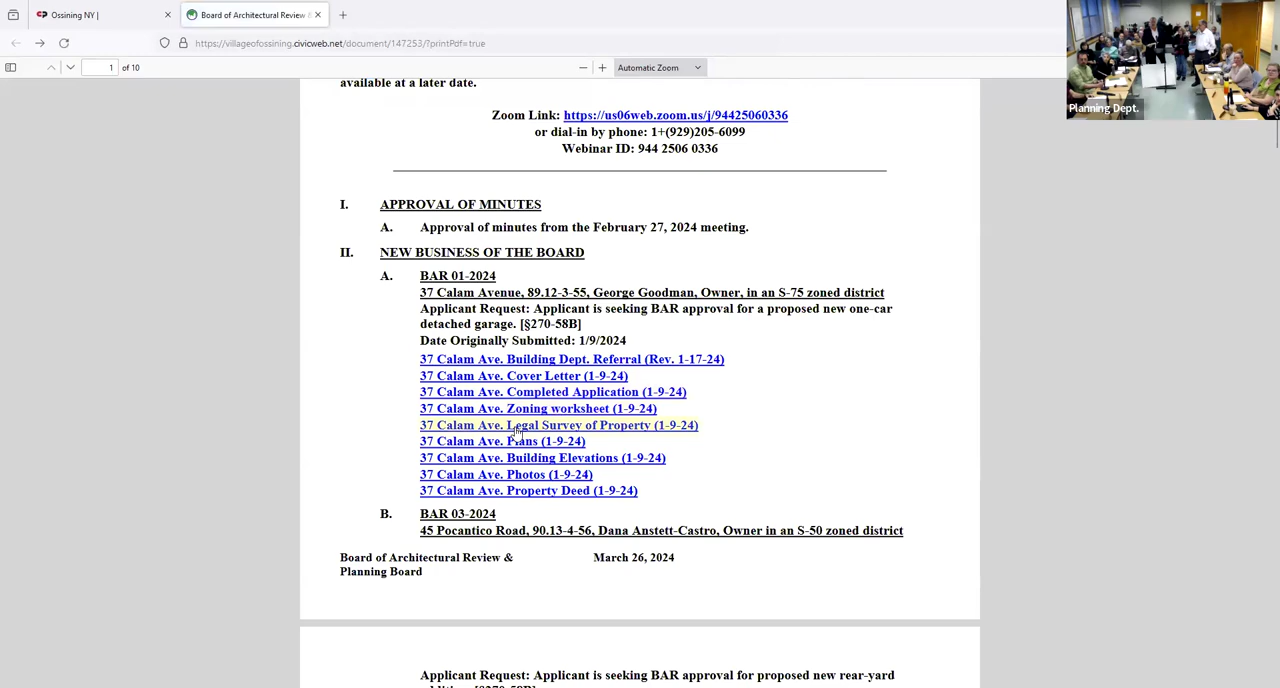 Ossining NY |
Board of Architectural Review &
https://villageofossining.civicweb.net/document/147253/?printPdf=true
1 of 10
Automatic Zoom
Planning Dept.
available at a later date.
Zoom Link: https://us06web.zoom.us/j/94425060336
or dial-in by phone: 1+(929)205-6099
Webinar ID: 944 2506 0336
I. APPROVAL OF MINUTES
A. Approval of minutes from the February 27, 2024 meeting.
II. NEW BUSINESS OF THE BOARD
A. BAR 01-2024
37 Calam Avenue, 89.12-3-55, George Goodman, Owner, in an S-75 zoned district
Applicant Request: Applicant is seeking BAR approval for a proposed new one-car
detached garage. [§270-58B]
Date Originally Submitted: 1/9/2024
37 Calam Ave. Building Dept. Referral (Rev. 1-17-24)
37 Calam Ave. Cover Letter (1-9-24)
37 Calam Ave. Completed Application (1-9-24)
37 Calam Ave. Zoning worksheet (1-9-24)
37 Calam Ave. Legal Survey of Property (1-9-24)
37 Calam Ave. Plans (1-9-24)
37 Calam Ave. Building Elevations (1-9-24)
37 Calam Ave. Photos (1-9-24)
37 Calam Ave. Property Deed (1-9-24)
B. BAR 03-2024
45 Pocantico Road, 90.13-4-56, Dana Anstett-Castro, Owner in an S-50 zoned district
Board of Architectural Review & March 26, 2024
Planning Board
Applicant Request: Applicant is seeking BAR approval for proposed new rear-yard